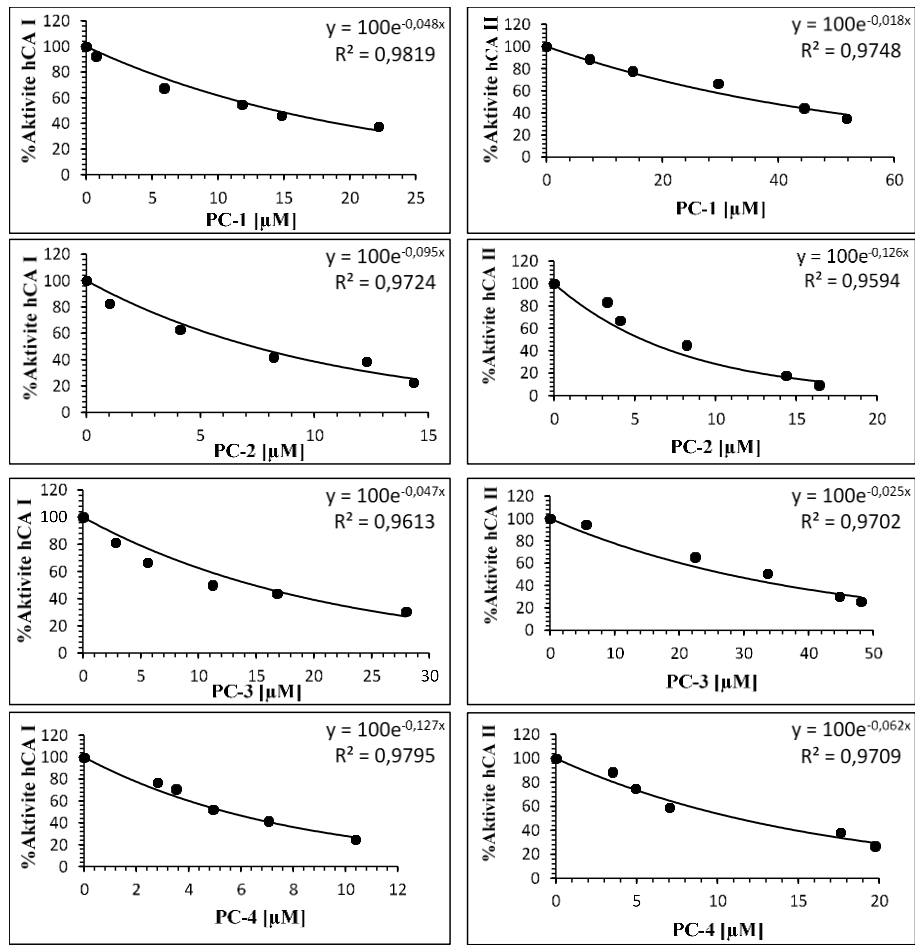 y = 100e^-0,048x
R² = 0,9819
%Aktivite hCA I
120
100
80
60
40
20
0
0 5 10 15 20 25
PC-1 [µM]
y = 100e^-0,018x
R² = 0,9748
%Aktivite hCA II
120
100
80
60
40
20
0
0 20 40 60
PC-1 [µM]
y = 100e^-0,095x
R² = 0,9724
%Aktivite hCA I
120
100
80
60
40
20
0
0 5 10 15
PC-2 [µM]
y = 100e^-0,126x
R² = 0,9594
%Aktivite hCA II
120
100
80
60
40
20
0
0 5 10 15 20
PC-2 [µM]
y = 100e^-0,047x
R² = 0,9613
%Aktivite hCA I
120
100
80
60
40
20
0
0 5 10 15 20 25 30
PC-3 [µM]
y = 100e^-0,025x
R² = 0,9702
%Aktivite hCA II
120
100
80
60
40
20
0
0 10 20 30 40 50
PC-3 [µM]
y = 100e^-0,127x
R² = 0,9795
%Aktivite hCA I
120
100
80
60
40
20
0
0 2 4 6 8 10 12
PC-4 [µM]
y = 100e^-0,062x
R² = 0,9709
%Aktivite hCA II
120
100
80
60
40
20
0
0 5 10 15 20
PC-4 [µM]